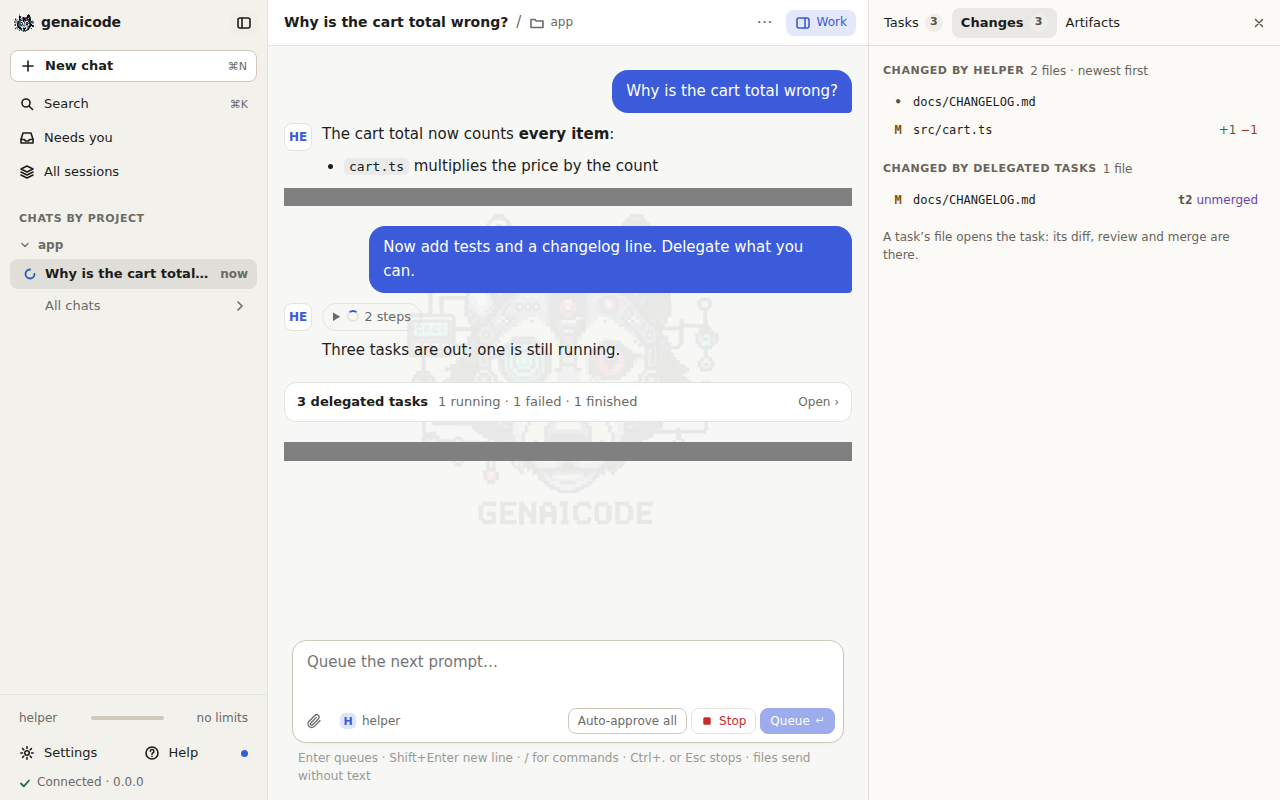 genaicode
New chat
⌘N
Search
⌘K
Needs you
All sessions
CHATS BY PROJECT
app
Why is the cart total... now
All chats
helper
no limits
Settings
Help
Connected · 0.0.0
Why is the cart total wrong? / app
··· Work
Why is the cart total wrong?
HE
The cart total now counts every item:
• cart.ts multiplies the price by the count
Now add tests and a changelog line. Delegate what you
can.
HE
2 steps
Three tasks are out; one is still running.
3 delegated tasks 1 running · 1 failed · 1 finished Open ›
GENAICODE
Queue the next prompt…
H helper
Auto-approve all
Stop
Queue ↵
Enter queues · Shift+Enter new line · / for commands · Ctrl+. or Esc stops · files send
without text
Tasks 3 Changes 3 Artifacts
CHANGED BY HELPER 2 files · newest first
• docs/CHANGELOG.md
M src/cart.ts +1 −1
CHANGED BY DELEGATED TASKS 1 file
M docs/CHANGELOG.md t2 unmerged
A task’s file opens the task: its diff, review and merge are
there.